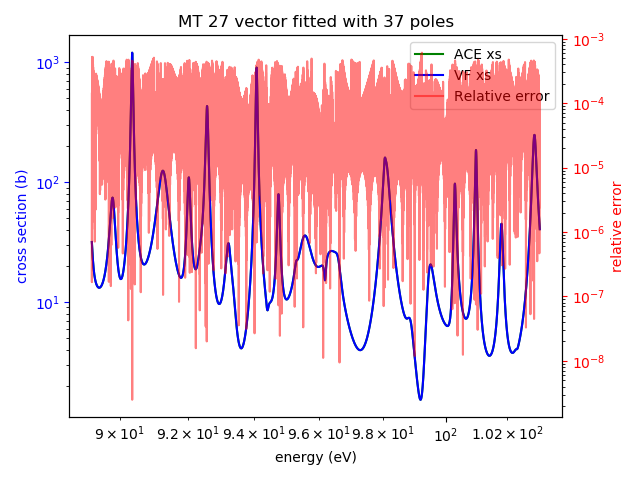 MT 27 vector fitted with 37 poles
ACE xs
VF xs
Relative error
cross section (b)
10³
10²
10¹
10⁻³
10⁻⁴
10⁻⁵
10⁻⁶
10⁻⁷
10⁻⁸
relative error
9 × 10¹ 9.2 × 10¹ 9.4 × 10¹ 9.6 × 10¹ 9.8 × 10¹ 10² 1.02 × 10²
energy (eV)